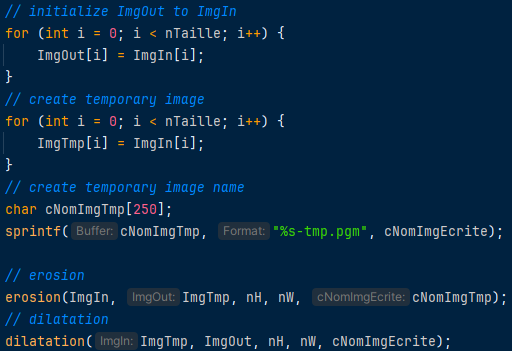 // initialize ImgOut to ImgIn
for (int i = 0; i < nTaille; i++) {
    ImgOut[i] = ImgIn[i];
}
// create temporary image
for (int i = 0; i < nTaille; i++) {
    ImgTmp[i] = ImgIn[i];
}
// create temporary image name
char cNomImgTmp[250];
sprintf( Buffer: cNomImgTmp, Format: "%s-tmp.pgm", cNomImgEcrite);

// erosion
erosion(ImgIn, ImgOut: ImgTmp, nH, nW, cNomImgEcrite: cNomImgTmp);
// dilatation
dilatation( ImgIn: ImgTmp, ImgOut, nH, nW, cNomImgEcrite);